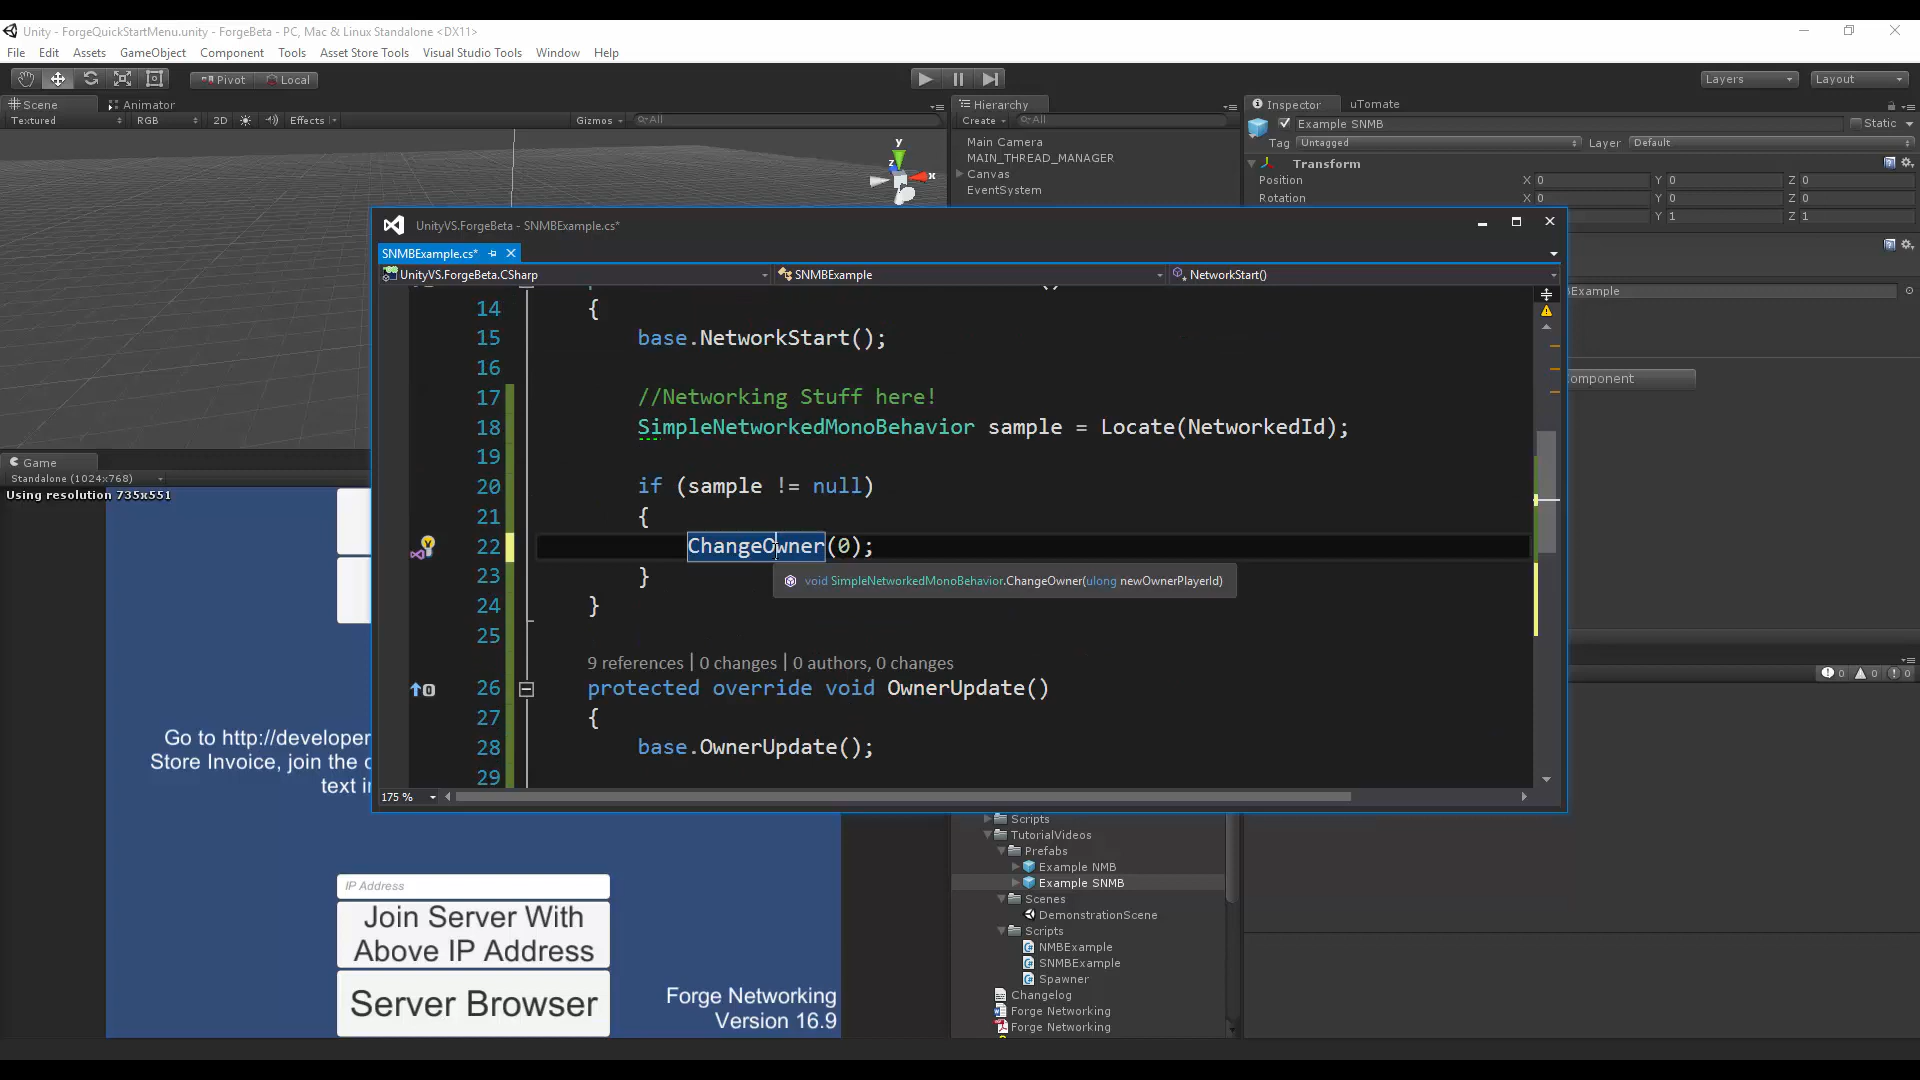 Unity - ForgeQuickStartMenu.unity - ForgeBeta - PC, Mac & Linux Standalone <DX11>
File Edit Assets GameObject Component Tools Asset Store Tools Visual Studio Tools Window Help
Pivot Local Layers Layout
Scene Animator
Textured RGB 2D Effects Gizmos All
Hierarchy
Create All
Main Camera
MAIN_THREAD_MANAGER
Canvas
EventSystem
Inspector uTomate
Example SNMB Static
Tag Untagged Layer Default
Transform
Position X 0 Y 0 Z 0
Rotation X 0 Y 0 Z 0
Y 1 Z 1
UnityVS.ForgeBeta - SNMBExample.cs*
SNMBExample.cs*
UnityVS.ForgeBeta.CSharp SNMBExample NetworkStart()
14 {
15 base.NetworkStart();
16
17 //Networking Stuff here!
18 SimpleNetworkedMonoBehavior sample = Locate(NetworkedId);
19
20 if (sample != null)
21 {
22 ChangeOwner(0);
23 }
void SimpleNetworkedMonoBehavior.ChangeOwner(ulong newOwnerPlayerId)
24 }
25
9 references | 0 changes | 0 authors, 0 changes
26 protected override void OwnerUpdate()
27 {
28 base.OwnerUpdate();
29
175 %
Example
omponent
0 0 0
Game
Standalone (1024x768)
Using resolution 735x551
Go to http://developer
Store Invoice, join the
text
IP Address
Join Server With
Above IP Address
Server Browser
Forge Networking
Version 16.9
Scripts
TutorialVideos
Prefabs
Example NMB
Example SNMB
Scenes
DemonstrationScene
Scripts
NMBExample
SNMBExample
Spawner
Changelog
Forge Networking
Forge Networking